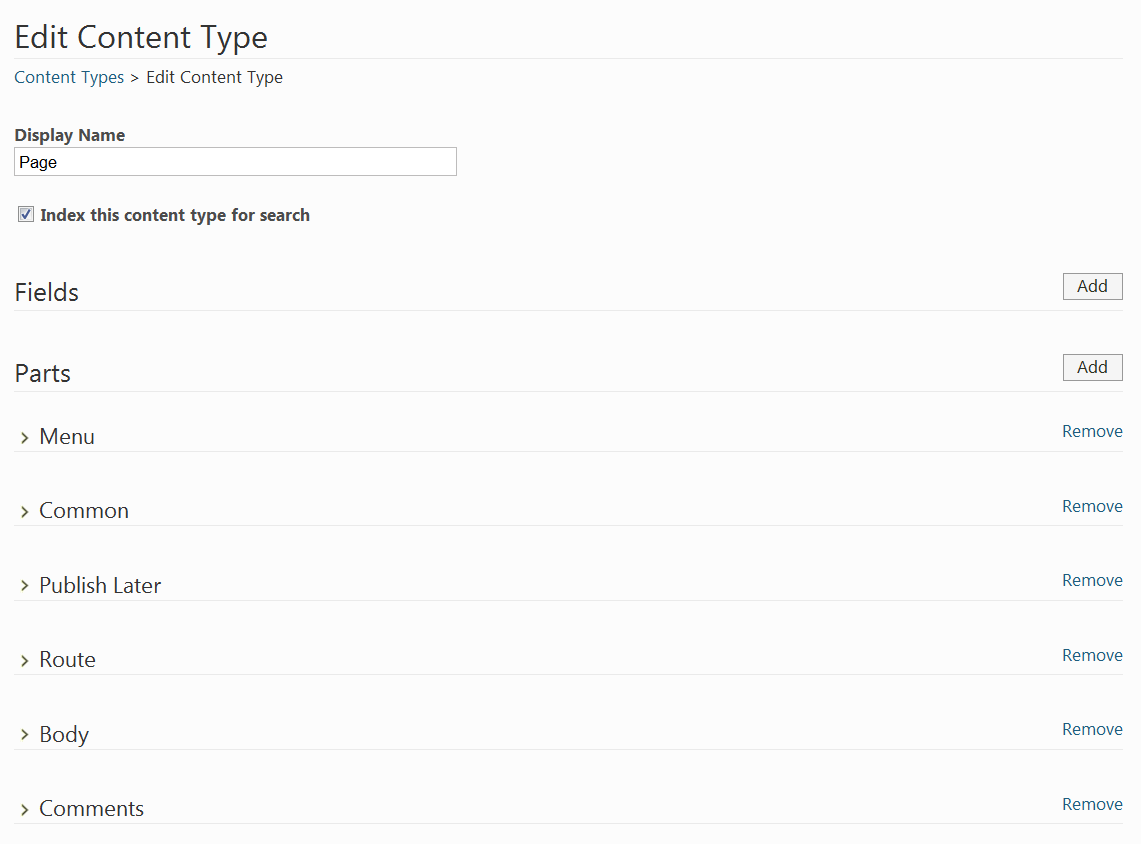 Edit Content Type
Content Types > Edit Content Type
Display Name
Page
Index this content type for search
Fields Add
Parts Add
Menu Remove
Common Remove
Publish Later Remove
Route Remove
Body Remove
Comments Remove